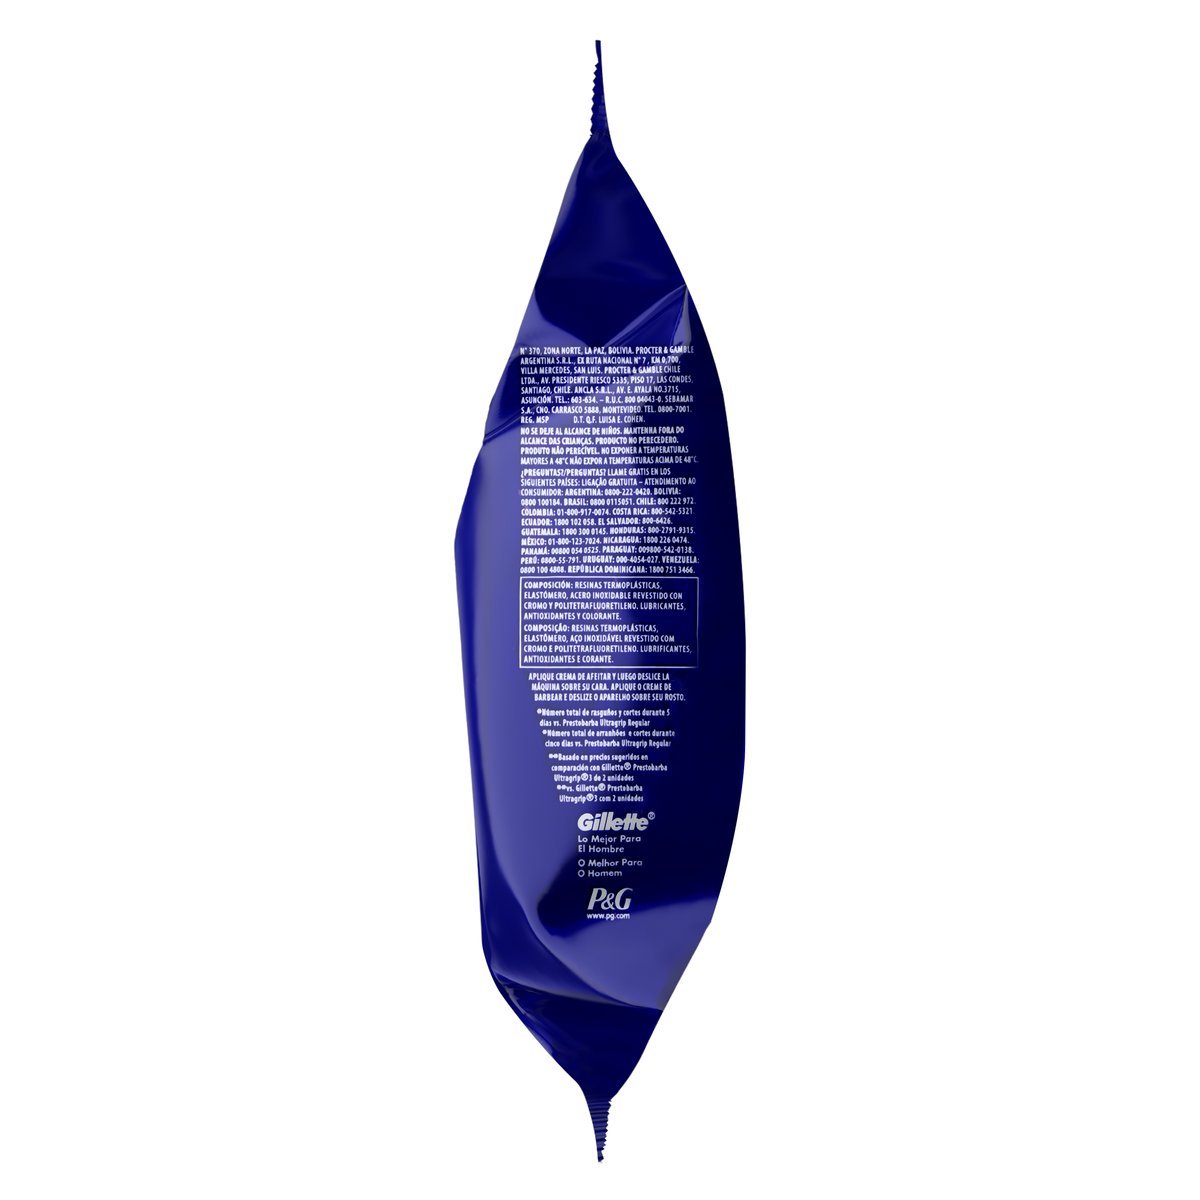 N° 370, ZONA NORTE, LA PAZ, BOLIVIA. PROCTER & GAMBLE
ARGENTINA S.R.L., EX RUTA NACIONAL N° 7 , KM 0,700,
VILLA MERCEDES, SAN LUIS. PROCTER & GAMBLE CHILE
LTDA., AV. PRESIDENTE RIESCO 5335, PISO 17, LAS CONDES,
SANTIAGO, CHILE. ANCLA S.R.L., AV. E. AYALA NO.3715,
ASUNCIÓN. TEL.: 603-634. – R.U.C. 800 04043-0. SEBAMAR
S.A., CNO. CARRASCO 5888, MONTEVIDEO. TEL. 0800-7001.
REG. MSP D.T. Q.F. LUISA E. COHEN.
NO SE DEJE AL ALCANCE DE NIÑOS. MANTENHA FORA DO
ALCANCE DAS CRIANÇAS. PRODUCTO NO PERECEDERO.
PRODUTO NÃO PERECÍVEL. NO EXPONER A TEMPERATURAS
MAYORES A 48°C NÃO EXPOR A TEMPERATURAS ACIMA DE 48°C.
¿PREGUNTAS?/PERGUNTAS? LLAME GRATIS EN LOS
SIGUIENTES PAÍSES: LIGAÇÃO GRATUITA – ATENDIMENTO AO
CONSUMIDOR: ARGENTINA: 0800-222-0420. BOLIVIA:
0800 100184. BRASIL: 0800 0115051. CHILE: 800 222 972.
COLOMBIA: 01-800-917-0074. COSTA RICA: 800-542-5321.
ECUADOR: 1800 102 058. EL SALVADOR: 800-6426.
GUATEMALA: 1800 300 0145. HONDURAS: 800-2791-9315.
MÉXICO: 01-800-123-7024. NICARAGUA: 1800 226 0474.
PANAMÁ: 00800 054 0525. PARAGUAY: 009800-542-0138.
PERÚ: 0800-55-791. URUGUAY: 000-4054-027. VENEZUELA:
0800 100 4808. REPÚBLICA DOMINICANA: 1800 751 3466.
COMPOSICIÓN: RESINAS TERMOPLÁSTICAS,
ELASTÓMERO, ACERO INOXIDABLE REVESTIDO CON
CROMO Y POLITETRAFLUORETILENO. LUBRICANTES,
ANTIOXIDANTES Y COLORANTE.
COMPOSIÇÃO: RESINAS TERMOPLÁSTICAS,
ELASTÔMERO, AÇO INOXIDÁVEL REVESTIDO COM
CROMO E POLITETRAFLUORETILENO. LUBRIFICANTES,
ANTIOXIDANTES E CORANTE.
APLIQUE CREMA DE AFEITAR Y LUEGO DESLICE LA
MÁQUINA SOBRE SU CARA. APLIQUE O CREME DE
BARBEAR E DESLIZE O APARELHO SOBRE SEU ROSTO.
*Número total de rasguños y cortes durante 5
días vs. Prestobarba Ultragrip Regular
*Número total de arranhões e cortes durante
cinco dias vs. Prestobarba Ultragrip Regular
**Basado en precios sugeridos en
comparación con Gillette® Prestobarba
Ultragrip®3 de 2 unidades
**vs. Gillette® Prestobarba
Ultragrip®3 com 2 unidades
Gillette®
Lo Mejor Para
El Hombre
O Melhor Para
O Homem
P&G
www.pg.com